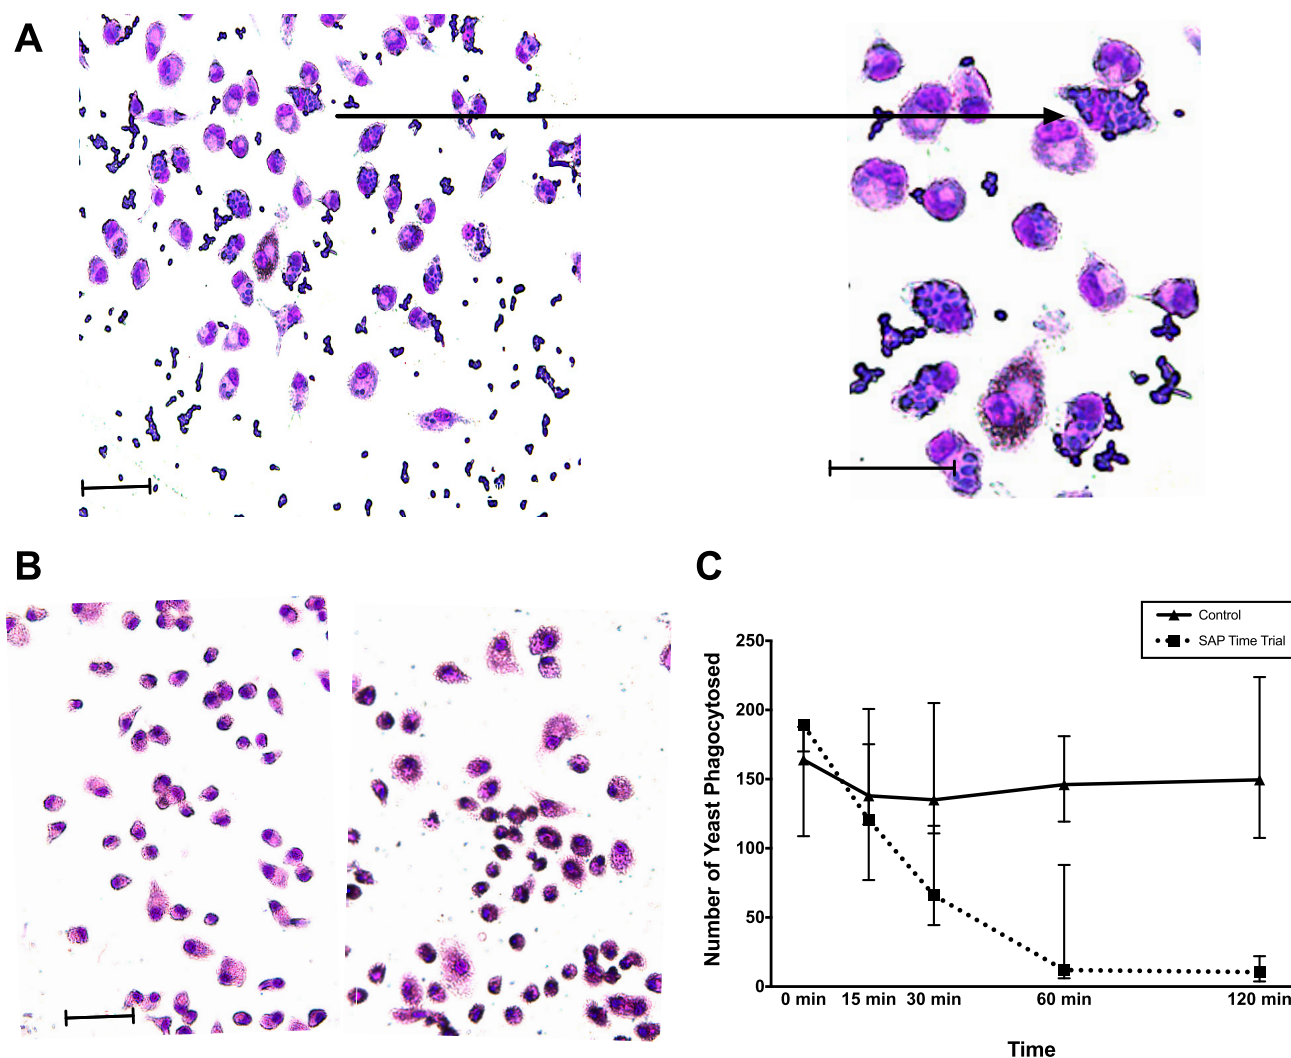 A
B
C
Control
SAP Time Trial
Number of Yeast Phagocytosed
250
200
150
100
50
0
0 min 15 min 30 min 60 min 120 min
Time